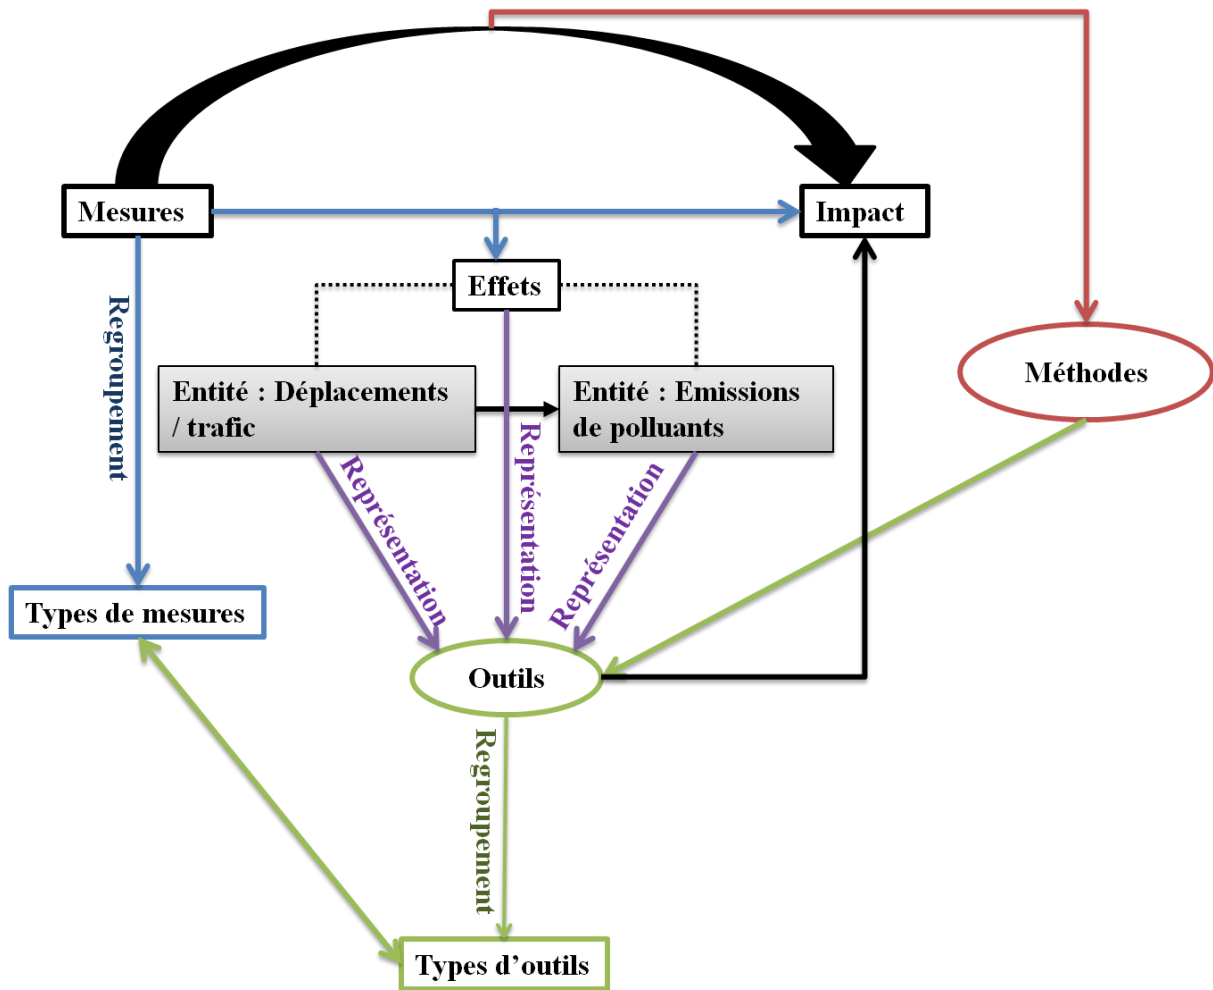 Mesures
Impact
Effets
Regroupement
Entité : Déplacements
/ trafic
Entité : Emissions
de polluants
Méthodes
Représentation
Représentation
Représentation
Types de mesures
Outils
Regroupement
Types d’outils